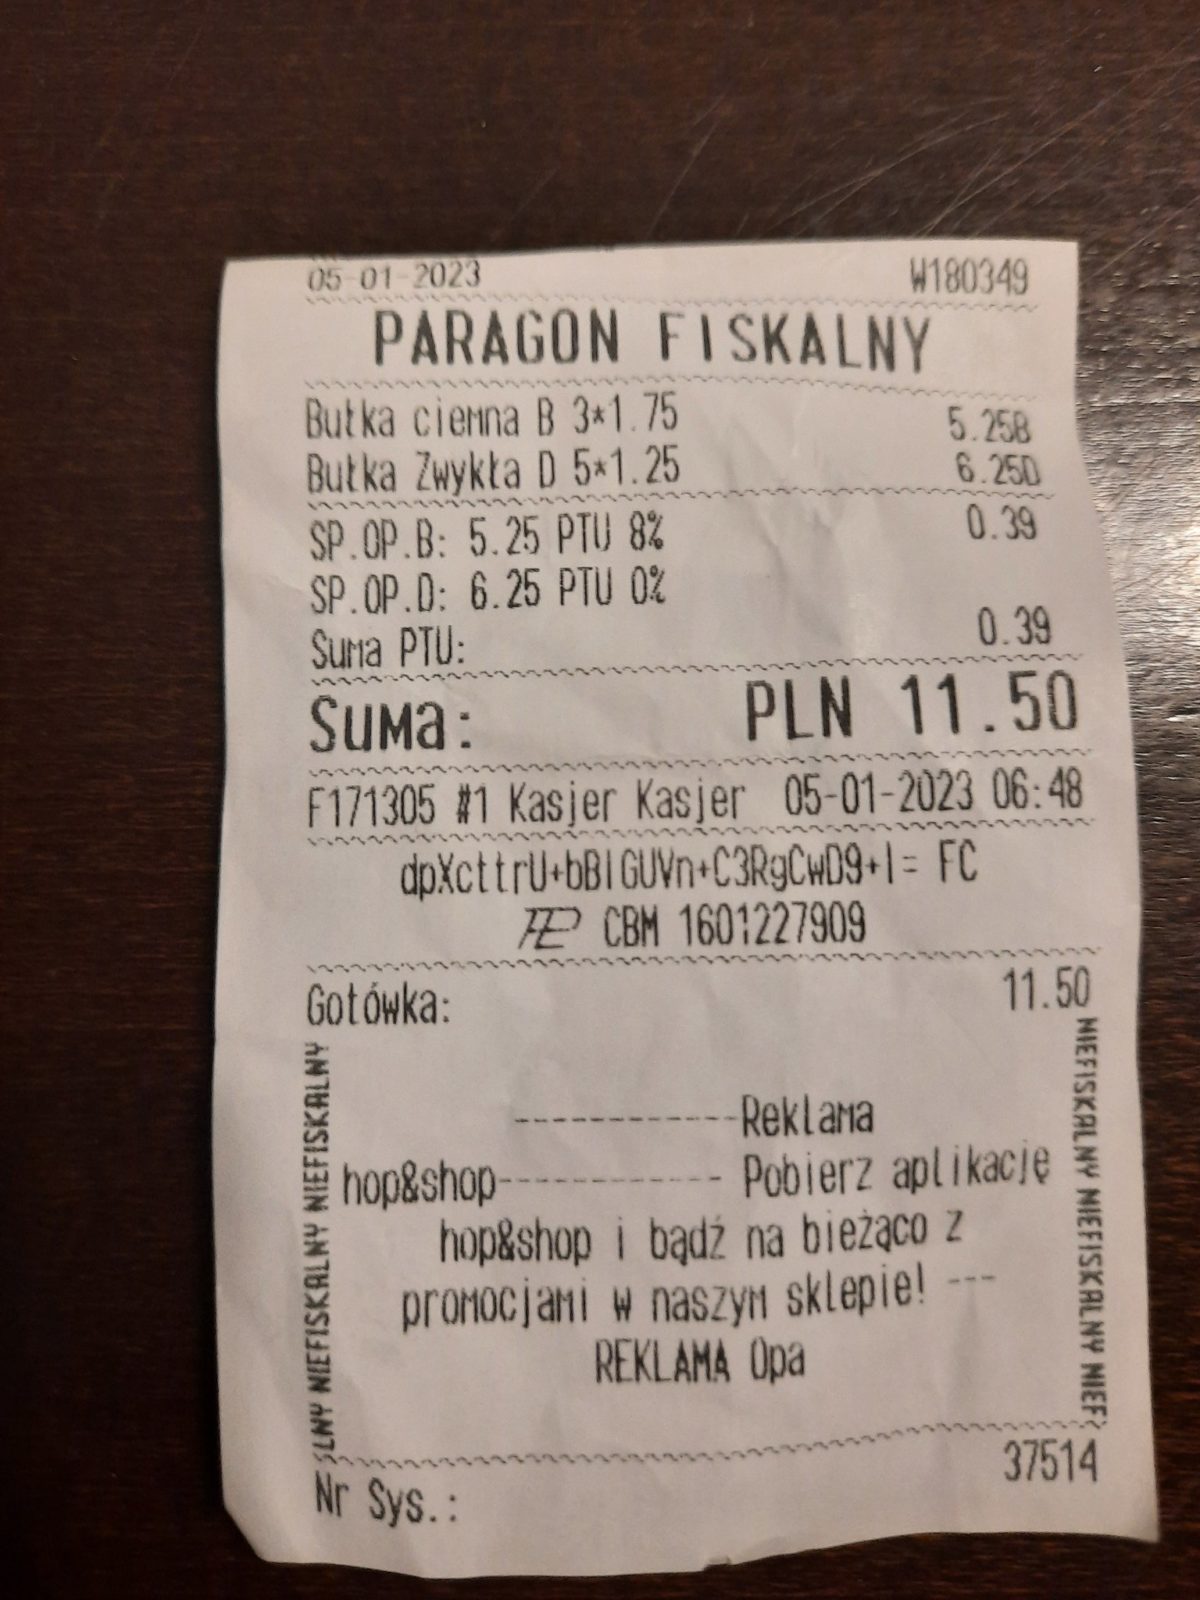 05-01-2023 W180349
PARAGON FISKALNY
Bułka ciemna B 3*1.75 5.25B
Bułka Zwykła D 5*1.25 6.25D
SP.OP.B: 5.25 PTU 8% 0.39
SP.OP.D: 6.25 PTU 0%
Suma PTU: 0.39
Suma: PLN 11.50
F171305 #1 Kasjer Kasjer 05-01-2023 06:48
dpXcttrU+bBIGUVn+C3RgCwD9+I= FC
CBM 1601227909
Gotówka: 11.50
------------Reklama
hop&shop------------ Pobierz aplikację
hop&shop i bądź na bieżąco z
promocjami w naszym sklepie! ---
REKLAMA Opa
LNY NIEFISKALNY NIEFISKALNY
NIEFISKALNY NIEFISKALNY NIEF
Nr Sys.: 37514